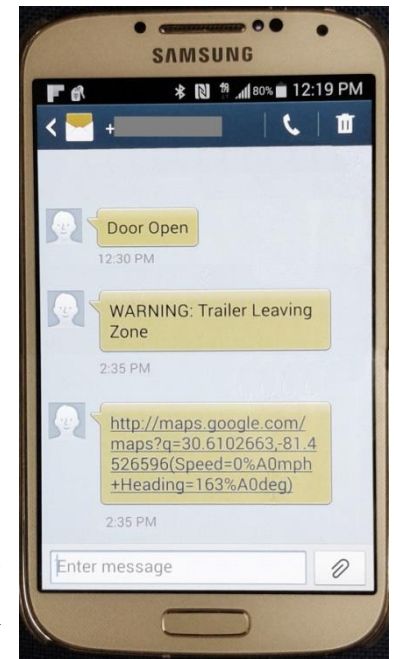 SAMSUNG
80% 12:19 PM
+
Door Open
12:30 PM
WARNING: Trailer Leaving
Zone
2:35 PM
http://maps.google.com/
maps?q=30.6102663,-81.4
526596(Speed=0%A0mph
+Heading=163%A0deg)
2:35 PM
Enter message